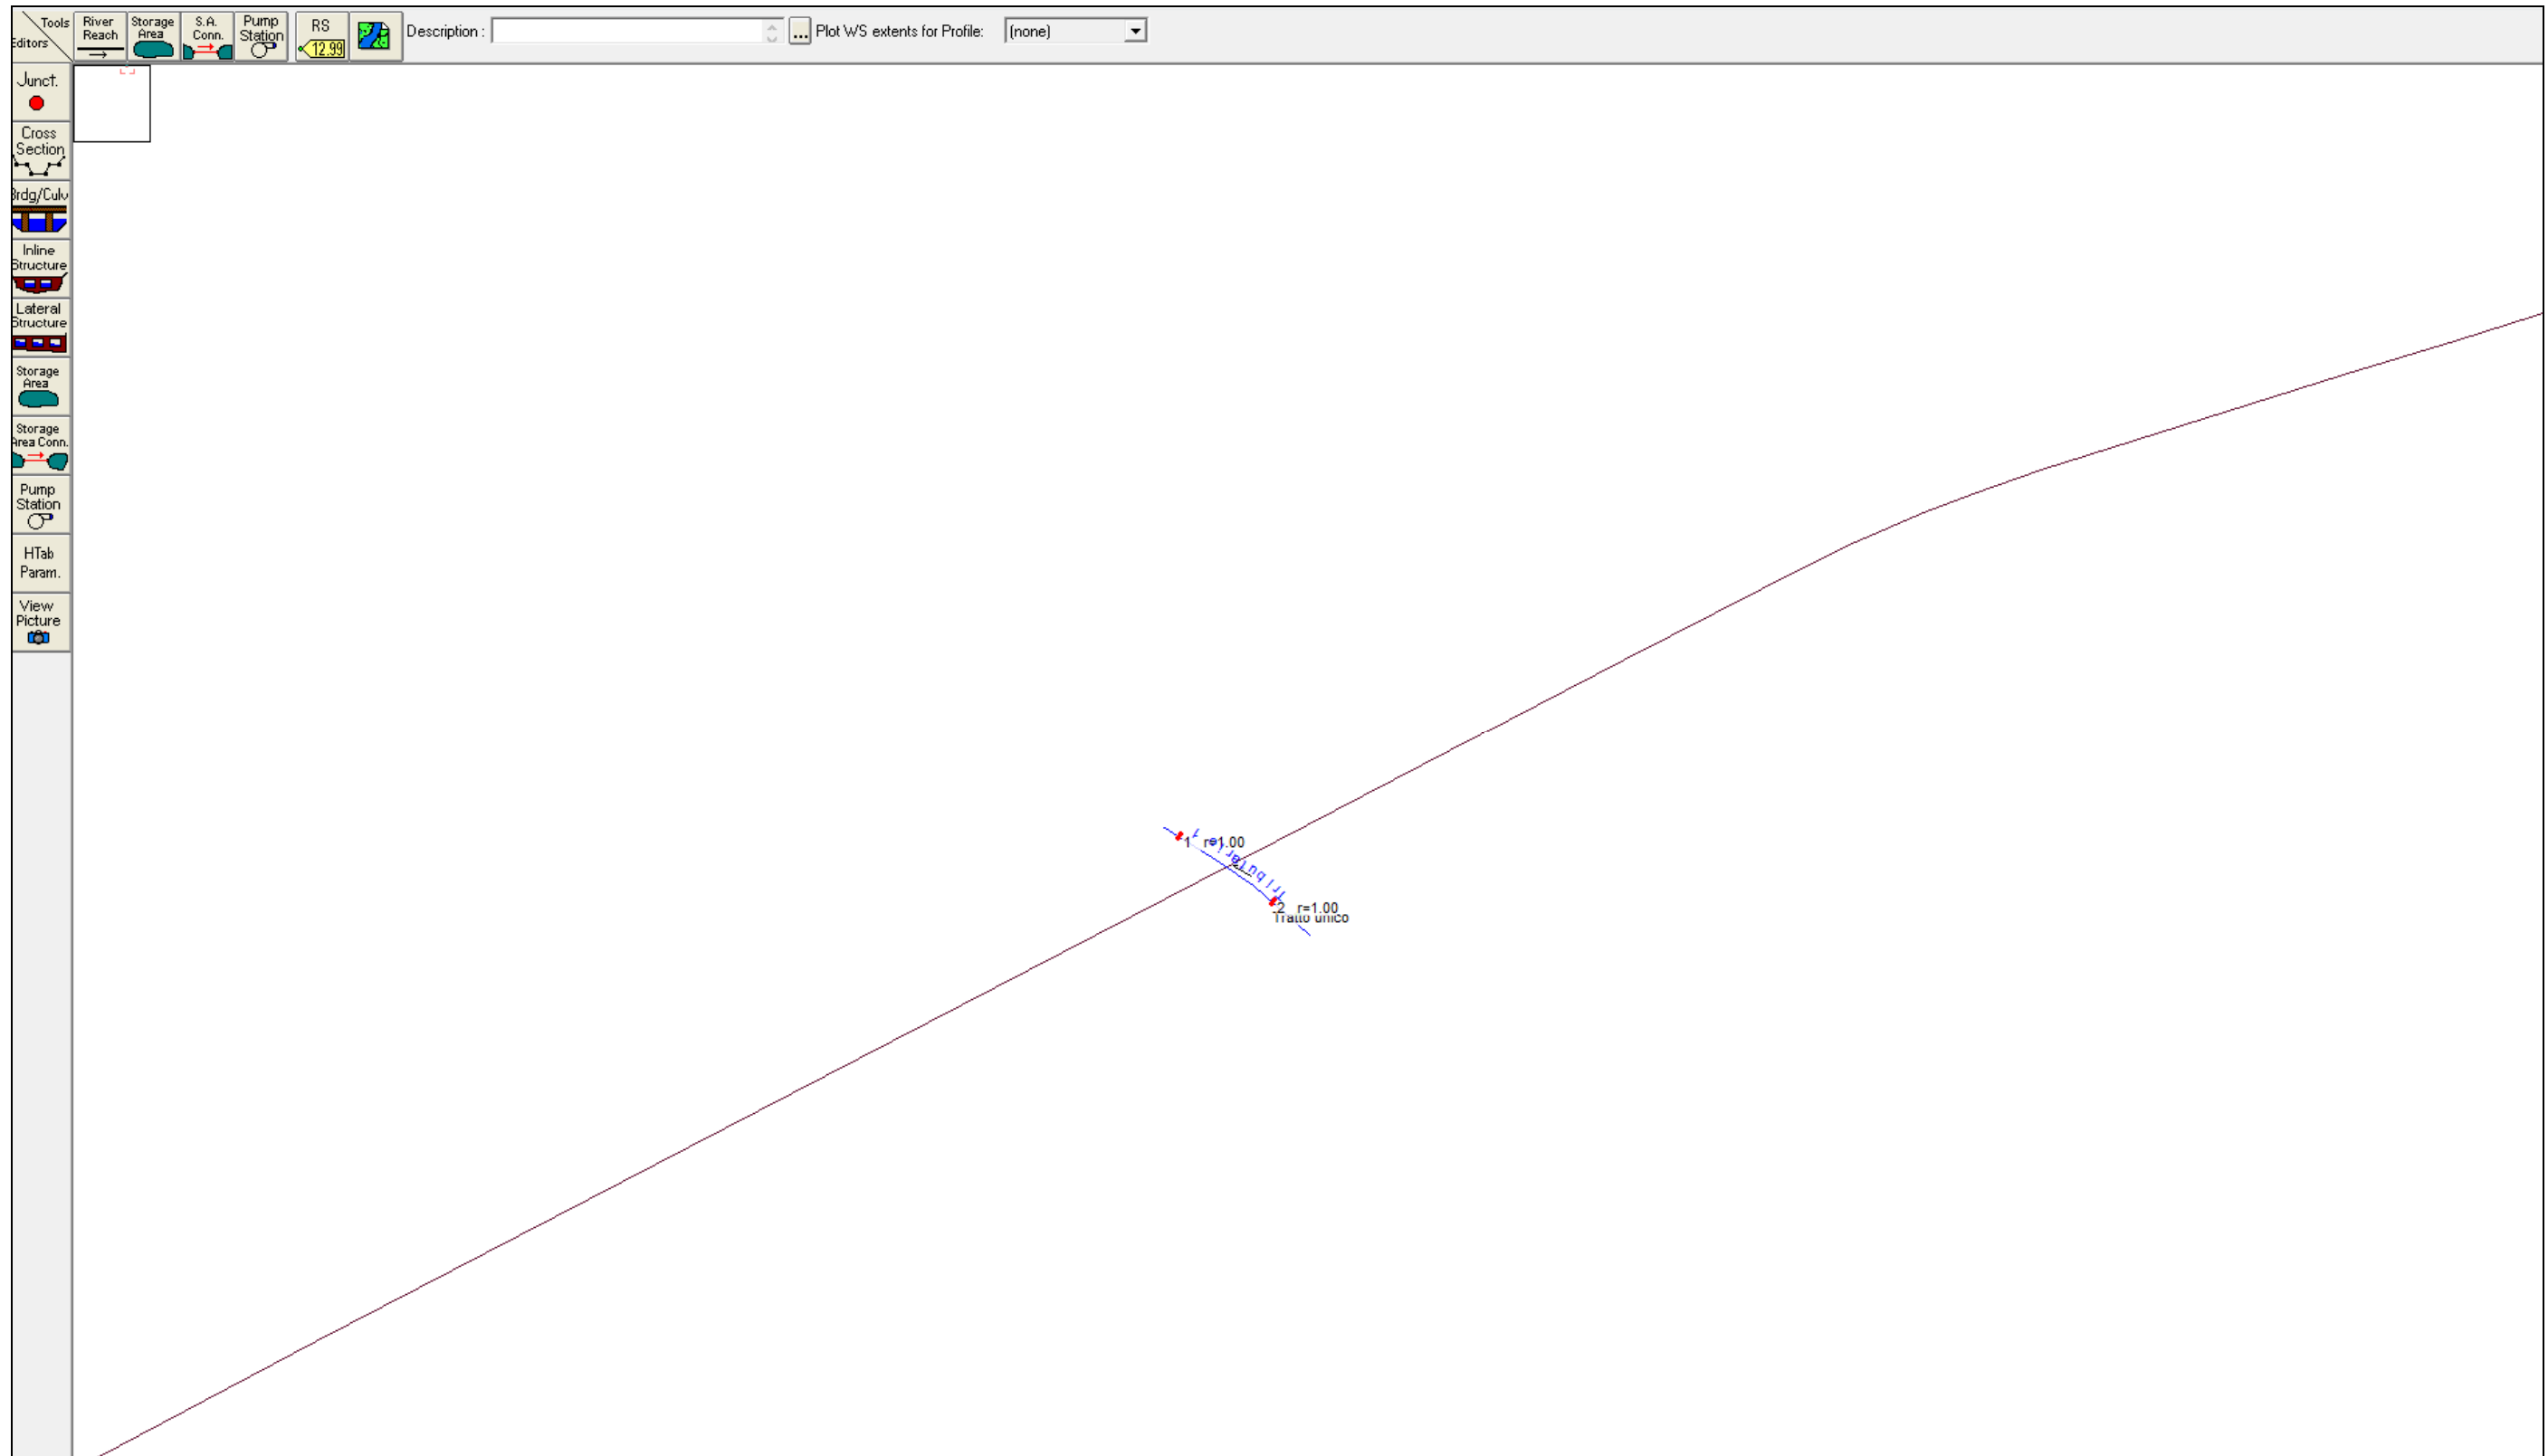 Tools
Editors
River
Reach
Storage
Area
S.A.
Conn.
Pump
Station
RS
12.99
Description :
...
Plot WS extents for Profile:
(none)
Junct.
Cross
Section
Brdg/Culv
Inline
Structure
Lateral
Structure
Storage
Area
Storage
Area Conn.
Pump
Station
HTab
Param.
View
Picture
1 r=1.00
Tributario 1
2 r=1.00
Tratto unico